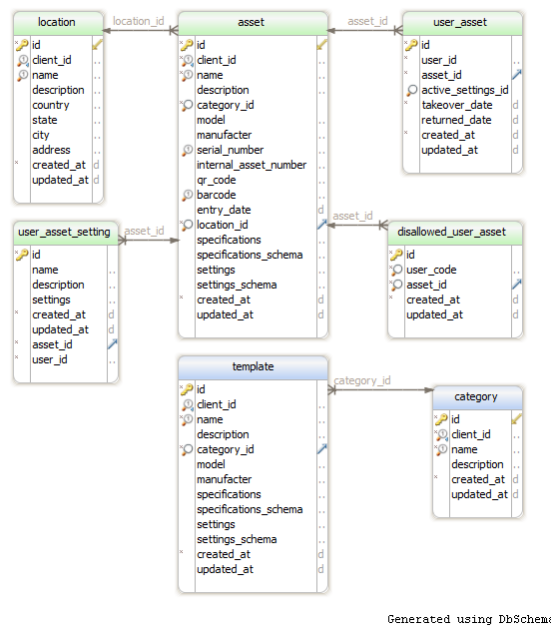 location
id
client_id
name
description
country
state
city
address
created_at
updated_at
location_id
asset
id
client_id
name
description
category_id
model
manufacter
serial_number
internal_asset_number
qr_code
barcode
entry_date
location_id
specifications
specifications_schema
settings
settings_schema
created_at
updated_at
asset_id
user_asset
id
user_id
asset_id
active_settings_id
takeover_date
returned_date
created_at
updated_at
user_asset_setting
id
name
description
settings
created_at
updated_at
asset_id
user_id
asset_id
asset_id
disallowed_user_asset
id
user_code
asset_id
created_at
updated_at
template
id
client_id
name
description
category_id
model
manufacter
specifications
specifications_schema
settings
settings_schema
created_at
updated_at
category_id
category
id
client_id
name
description
created_at
updated_at
Generated using DbSchema